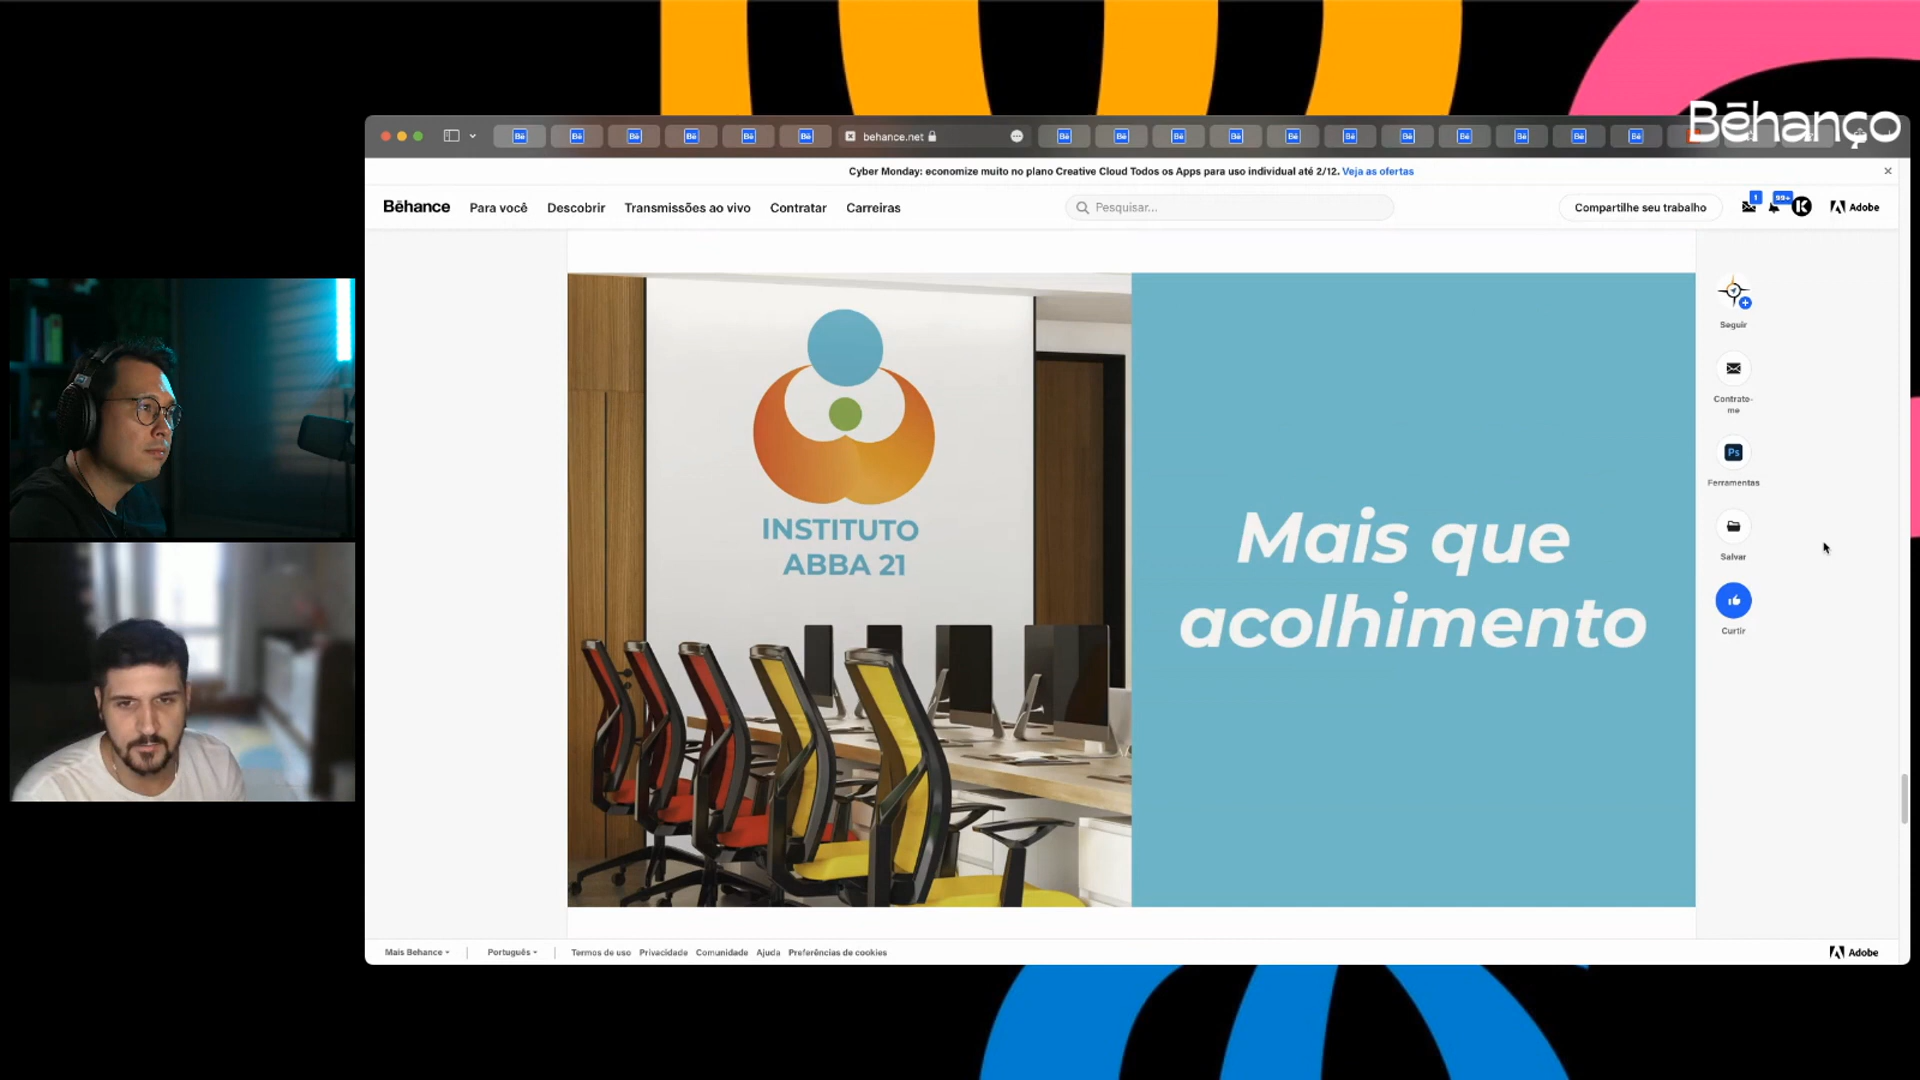 Bēhanço
behance.net
Cyber Monday: economize muito no plano Creative Cloud Todos os Apps para uso individual até 2/12. Veja as ofertas
Bēhance Para você Descobrir Transmissões ao vivo Contratar Carreiras Pesquisar... Compartilhe seu trabalho 1 99+ Adobe
INSTITUTO
ABBA 21
Mais que
acolhimento
Seguir
Contrate-
me
Ps
Ferramentas
Salvar
Curtir
Mais Behance Português Termos de uso Privacidade Comunidade Ajuda Preferências de cookies Adobe